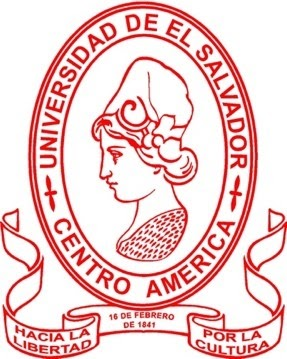 UNIVERSIDAD DE EL SALVADOR
CENTRO AMERICA
16 DE FEBRERO
DE 1841
HACIA LA
LIBERTAD
POR LA
CULTURA